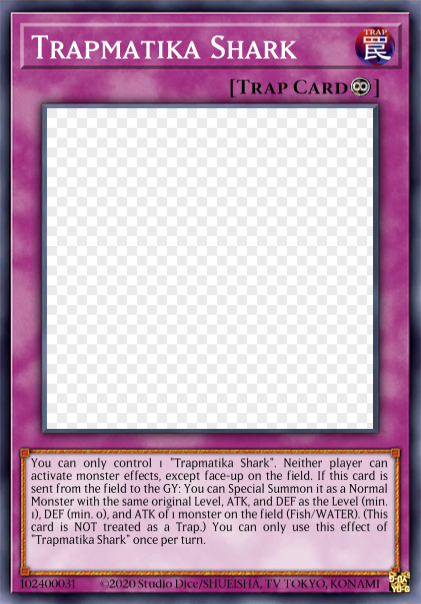 Trapmatika Shark
TRAP
罠
[Trap Card]
You can only control 1 "Trapmatika Shark". Neither player can
activate monster effects, except face-up on the field. If this card is
sent from the field to the GY: You can Special Summon it as a Normal
Monster with the same original Level, ATK, and DEF as the Level (min.
1), DEF (min. 0), and ATK of 1 monster on the field (Fish/WATER). (This
card is NOT treated as a Trap.) You can only use this effect of
"Trapmatika Shark" once per turn.
102400031 ©2020 Studio Dice/SHUEISHA, TV TOKYO, KONAMI